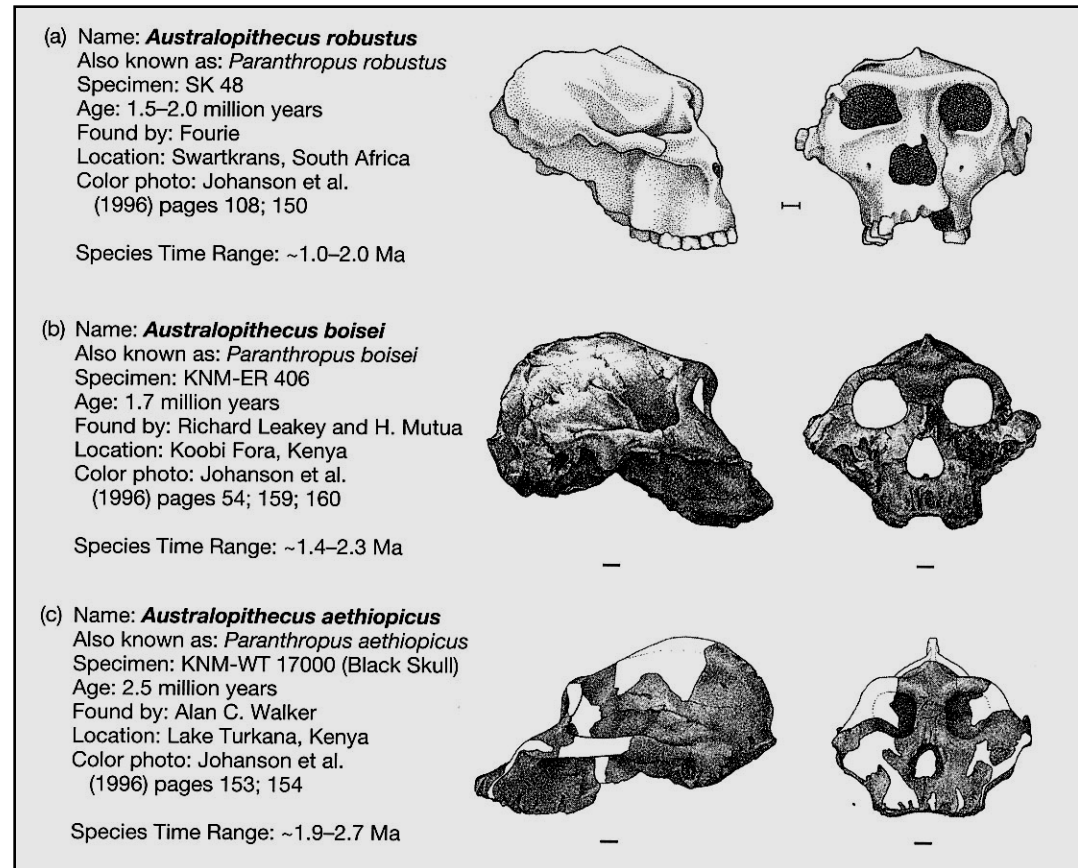 (a) Name: Australopithecus robustus
Also known as: Paranthropus robustus
Specimen: SK 48
Age: 1.5–2.0 million years
Found by: Fourie
Location: Swartkrans, South Africa
Color photo: Johanson et al.
(1996) pages 108; 150
Species Time Range: ~1.0–2.0 Ma
(b) Name: Australopithecus boisei
Also known as: Paranthropus boisei
Specimen: KNM-ER 406
Age: 1.7 million years
Found by: Richard Leakey and H. Mutua
Location: Koobi Fora, Kenya
Color photo: Johanson et al.
(1996) pages 54; 159; 160
Species Time Range: ~1.4–2.3 Ma
(c) Name: Australopithecus aethiopicus
Also known as: Paranthropus aethiopicus
Specimen: KNM-WT 17000 (Black Skull)
Age: 2.5 million years
Found by: Alan C. Walker
Location: Lake Turkana, Kenya
Color photo: Johanson et al.
(1996) pages 153; 154
Species Time Range: ~1.9–2.7 Ma